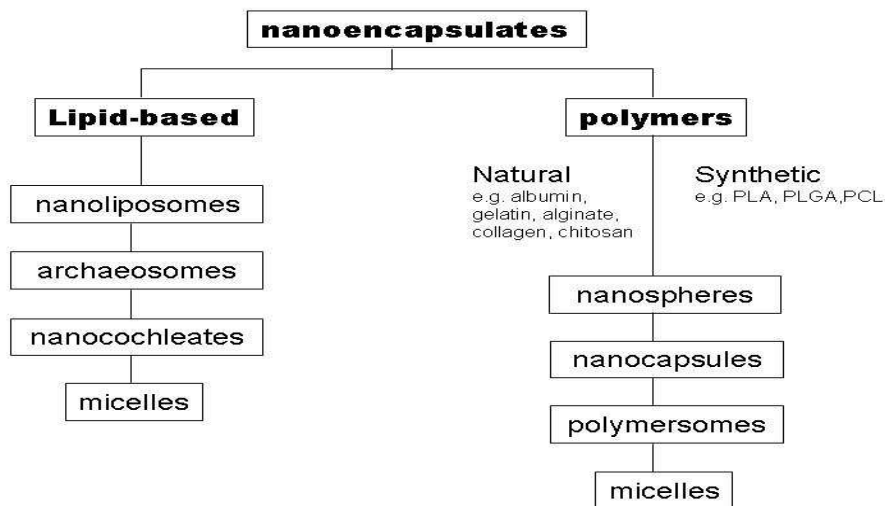 nanoencapsulates
Lipid-based
nanoliposomes
archaeosomes
nanocochleates
micelles
polymers
Natural
e.g. albumin,
gelatin, alginate,
collagen, chitosan
Synthetic
e.g. PLA, PLGA,PCL
nanospheres
nanocapsules
polymersomes
micelles